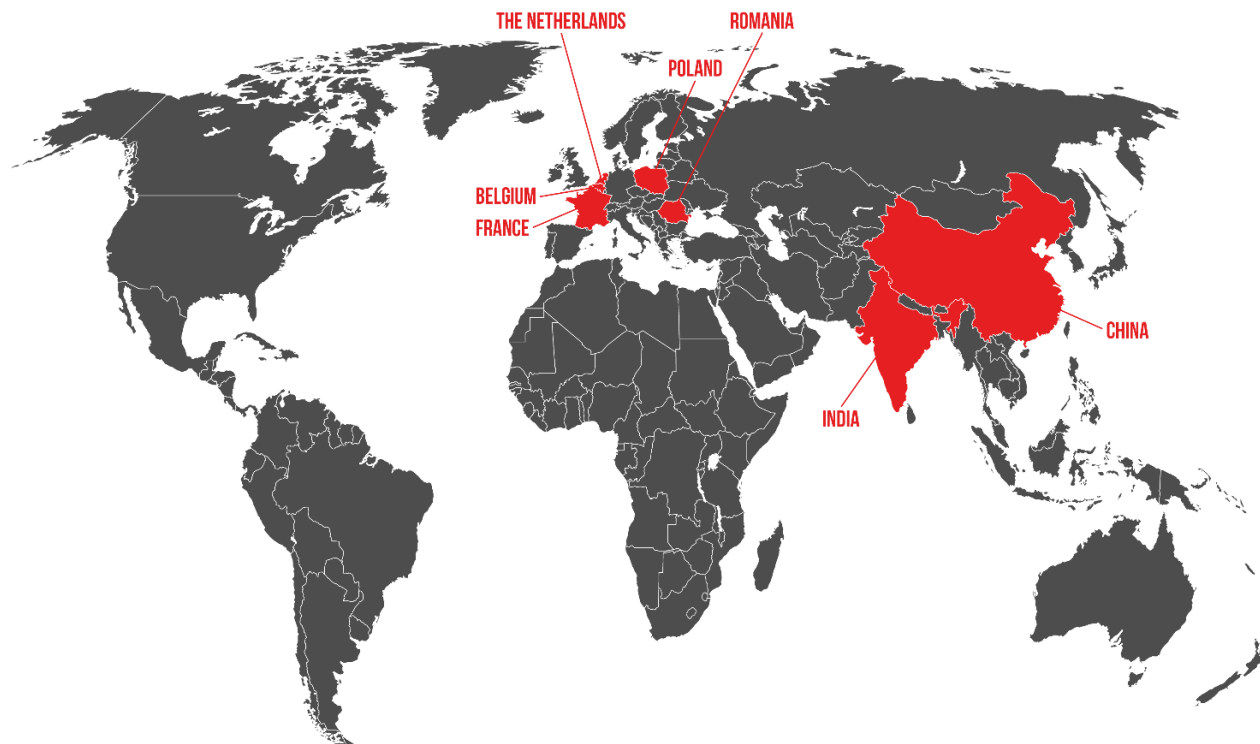 THE NETHERLANDS
ROMANIA
POLAND
BELGIUM
FRANCE
CHINA
INDIA